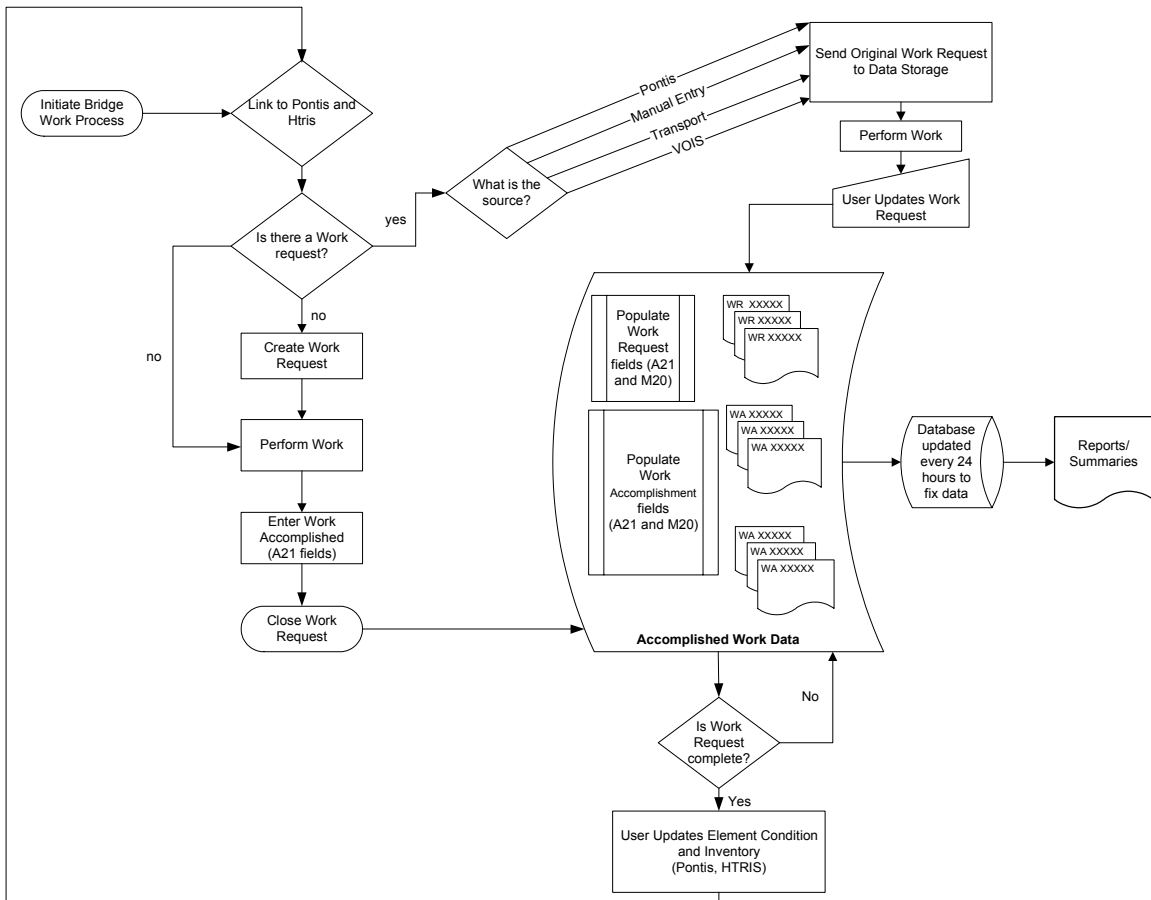 Initiate Bridge
Work Process
Link to Pontis and
Htris
Pontis
Manual Entry
Transport
VOIS
Send Original Work Request
to Data Storage
Perform Work
User Updates Work
Request
What is the
source?
yes
Is there a Work
request?
no
no
Create Work
Request
Perform Work
Enter Work
Accomplished
(A21 fields)
Close Work
Request
Populate
Work
Request
fields (A21
and M20)
WR XXXXX
WR XXXXX
WR XXXXX
Populate
Work
Accomplishment
fields
(A21 and M20)
WA XXXXX
WA XXXXX
WA XXXXX
WA XXXXX
WA XXXXX
WA XXXXX
Accomplished Work Data
Database
updated
every 24
hours to
fix data
Reports/
Summaries
No
Is Work
Request
complete?
Yes
User Updates Element Condition
and Inventory
(Pontis, HTRIS)